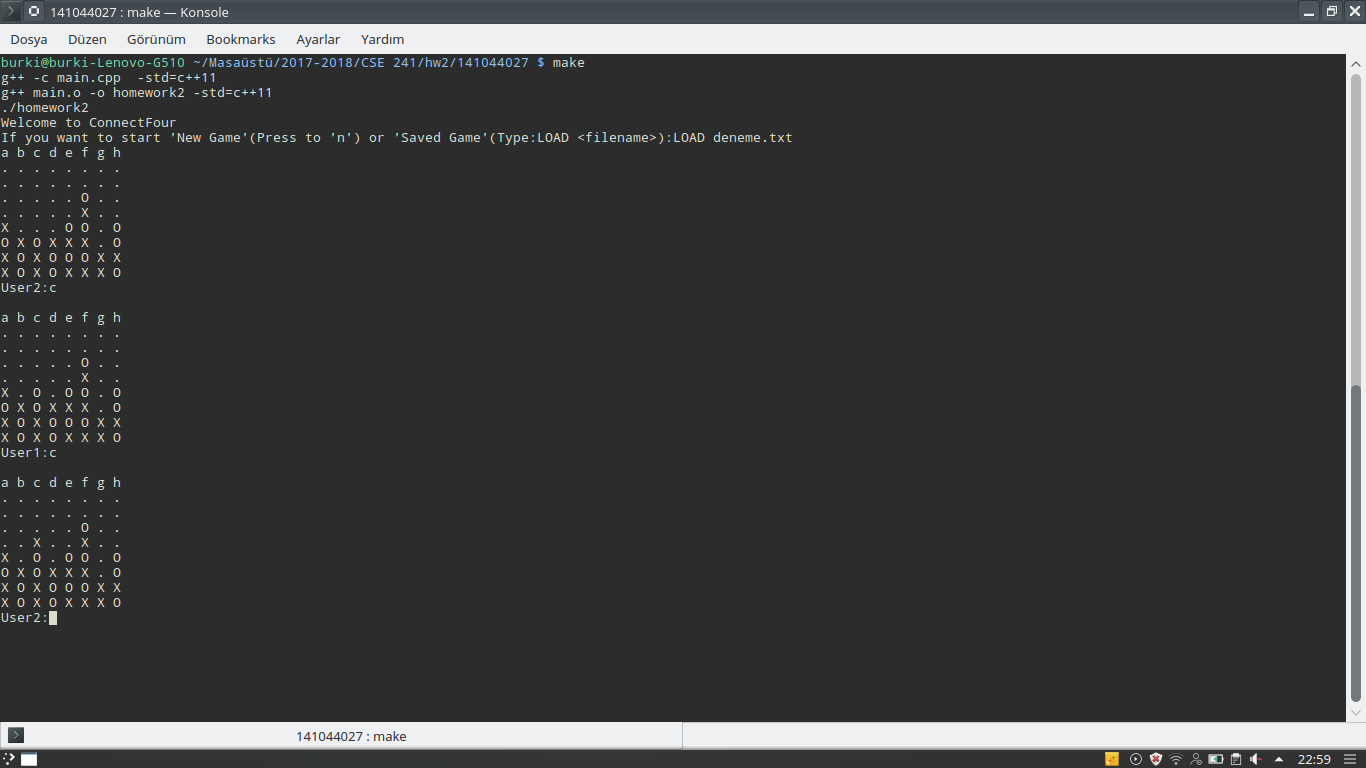 141044027 : make — Konsole
Dosya Düzen Görünüm Bookmarks Ayarlar Yardım
burki@burki-Lenovo-G510 ~/Masaüstü/2017-2018/CSE 241/hw2/141044027 $ make
g++ -c main.cpp  -std=c++11
g++ main.o -o homework2 -std=c++11
./homework2
Welcome to ConnectFour
If you want to start 'New Game'(Press to 'n') or 'Saved Game'(Type:LOAD <filename>):LOAD deneme.txt
a b c d e f g h
. . . . . . . .
. . . . . . . .
. . . . . O . .
. . . . . X . .
X . . . O O . O
O X O X X X . O
X O X O O O X X
X O X O X X X O
User2:c
a b c d e f g h
. . . . . . . .
. . . . . . . .
. . . . . O . .
. . . . . X . .
X . O . O O . O
O X O X X X . O
X O X O O O X X
X O X O X X X O
User1:c
a b c d e f g h
. . . . . . . .
. . . . . . . .
. . . . . O . .
. . X . . X . .
X . O . O O . O
O X O X X X . O
X O X O O O X X
X O X O X X X O
User2:
141044027 : make
22:59